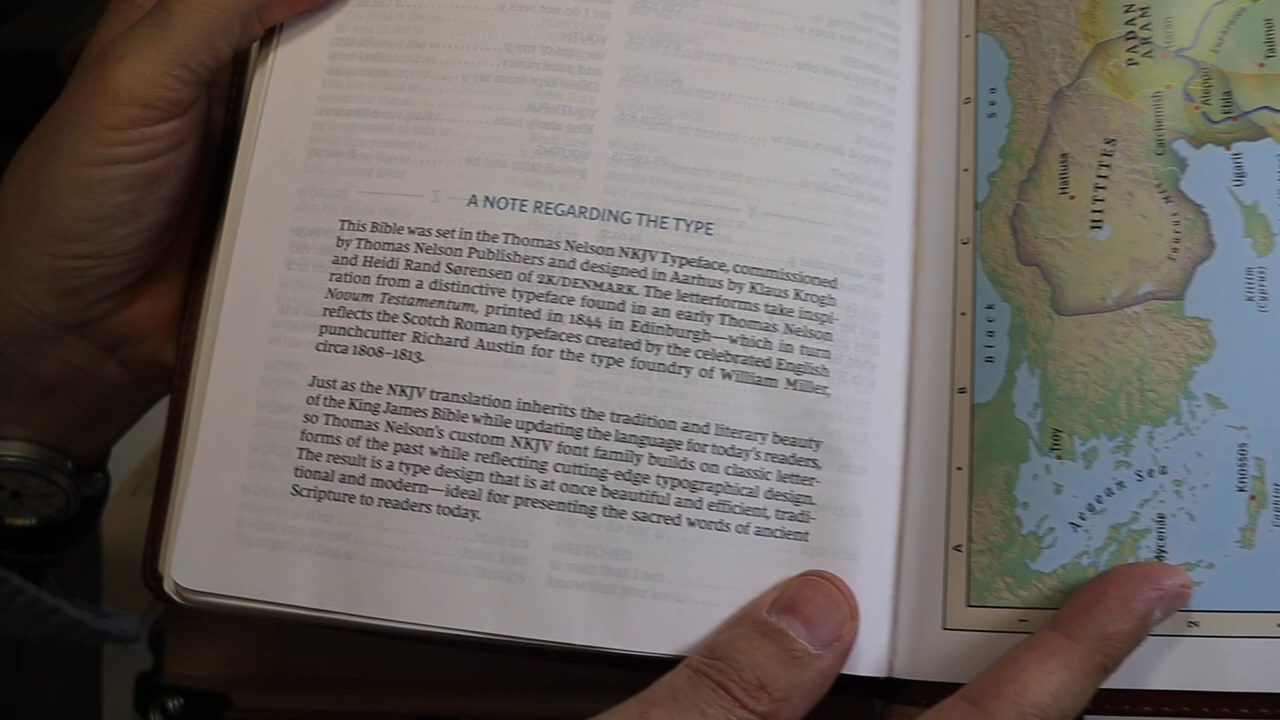 A NOTE REGARDING THE TYPE
This Bible was set in the Thomas Nelson NKJV Typeface, commissioned
by Thomas Nelson Publishers and designed in Aarhus by Klaus Krogh
and Heidi Rand Sørensen of 2K/DENMARK. The letterforms take inspi-
ration from a distinctive typeface found in an early Thomas Nelson
Novum Testamentum, printed in 1844 in Edinburgh—which in turn
reflects the Scotch Roman typefaces created by the celebrated English
punchcutter Richard Austin for the type foundry of William Miller,
circa 1808–1813.
Just as the NKJV translation inherits the tradition and literary beauty
of the King James Bible while updating the language for today's readers,
so Thomas Nelson's custom NKJV font family builds on classic letter-
forms of the past while reflecting cutting-edge typographical design.
The result is a type design that is at once beautiful and efficient, tradi-
tional and modern—ideal for presenting the sacred words of ancient
Scripture to readers today.
Black Sea
HITTITES
Hattusa
PADAN
ARAM
Haran
Carchemish
Aleppo
Ebla
Tadmor
Ugarit
Taurus Mts.
Kittim
(Cyprus)
Troy
Aegean Sea
Mycenae
Knossos
A
B
C
D
1
2